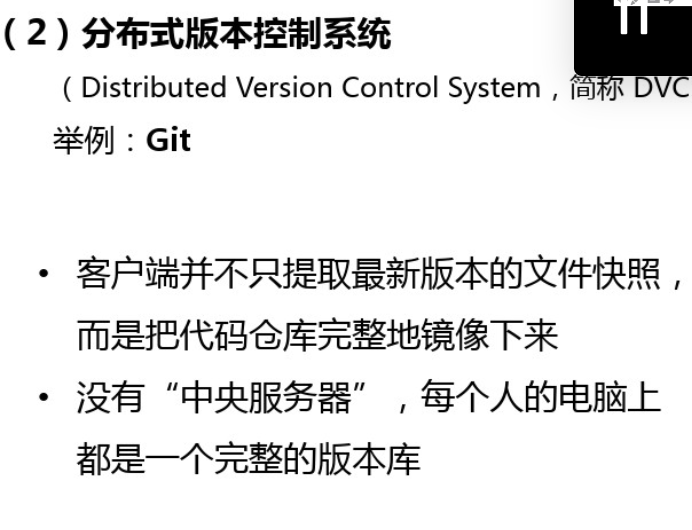 （2）分布式版本控制系统
（Distributed Version Control System，简称 DVC
举例：Git
• 客户端并不只提取最新版本的文件快照，
而是把代码仓库完整地镜像下来
• 没有“中央服务器”，每个人的电脑上
都是一个完整的版本库